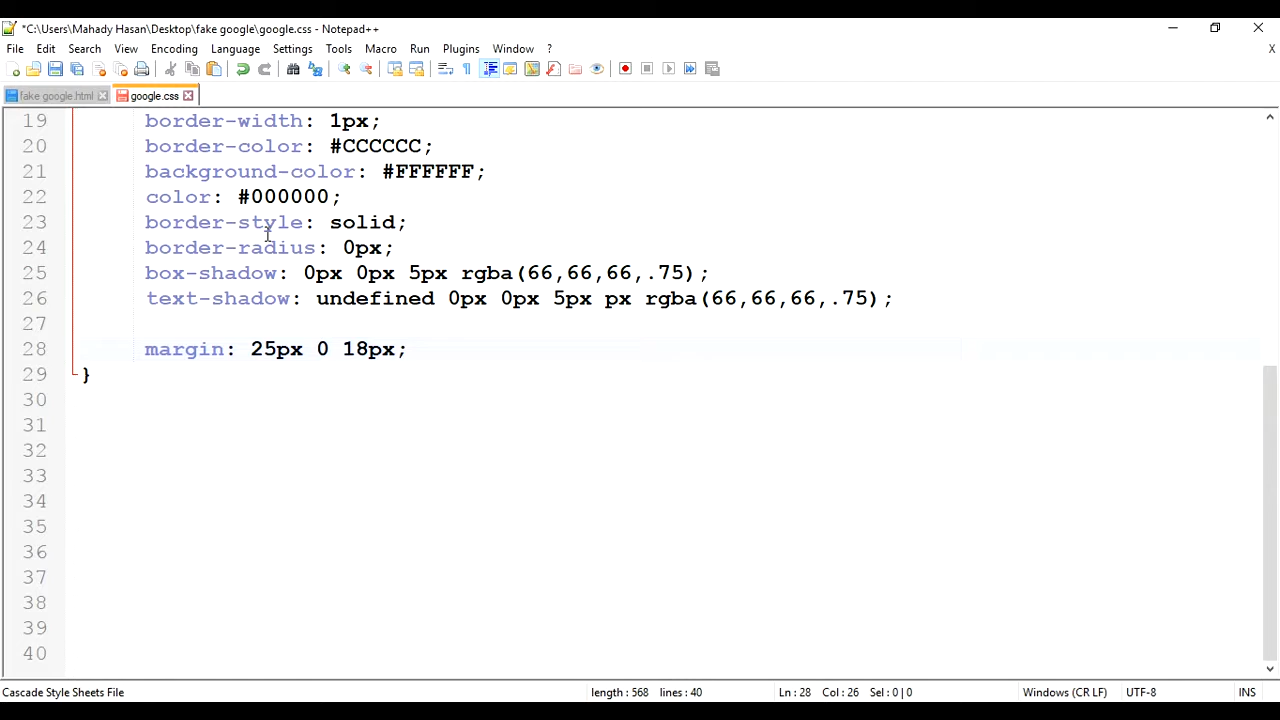 *C:\Users\Mahady Hasan\Desktop\fake google\google.css - Notepad++
File Edit Search View Encoding Language Settings Tools Macro Run Plugins Window ? X
fake google.html google.css
19 border-width: 1px;
20 border-color: #CCCCCC;
21 background-color: #FFFFFF;
22 color: #000000;
23 border-style: solid;
24 border-radius: 0px;
25 box-shadow: 0px 0px 5px rgba(66,66,66,.75);
26 text-shadow: undefined 0px 0px 5px px rgba(66,66,66,.75);
27
28 margin: 25px 0 18px;
29 }
30
31
32
33
34
35
36
37
38
39
40
Cascade Style Sheets File length : 568 lines : 40 Ln : 28 Col : 26 Sel : 0 | 0 Windows (CR LF) UTF-8 INS